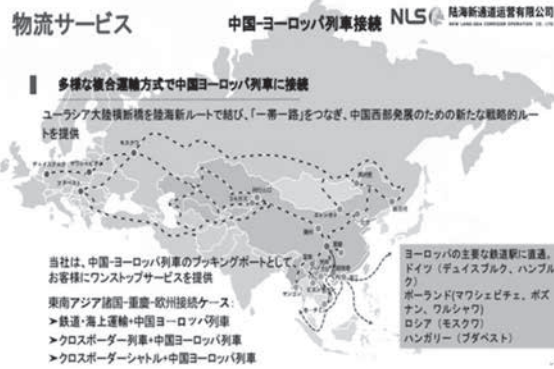 物流サービス
中国-ヨーロッパ列車接続
NLS 陆海新通道运营有限公司
NEW LAND-SEA CORRIDOR OPERATION CO. LTD
多様な複合運輸方式で中国ヨーロッパ列車に接続
ユーラシア大陸横断橋を陸海新ルートで結び、「一帯一路」をつなぎ、中国西部発展のための新たな戦略的ルー
トを提供
モスクワ
当社は、中国-ヨーロッパ列車のブッキングポートとして、
お客様にワンストップサービスを提供
東南アジア諸国-重慶-欧州接続ケース:
➤鉄道・海上運輸+中国ヨーロッパ列車
➤クロスボーダー列車+中国ヨーロッパ列車
➤クロスボーダーシャトル+中国ヨーロッパ列車
ヨーロッパの主要な鉄道駅に直通。
ドイツ（デュイスブルク、ハンブル
ク）
ポーランド(マワシェビチェ、ポズ
ナン、ワルシャワ)
ロシア（モスクワ）
ハンガリー（ブダペスト）